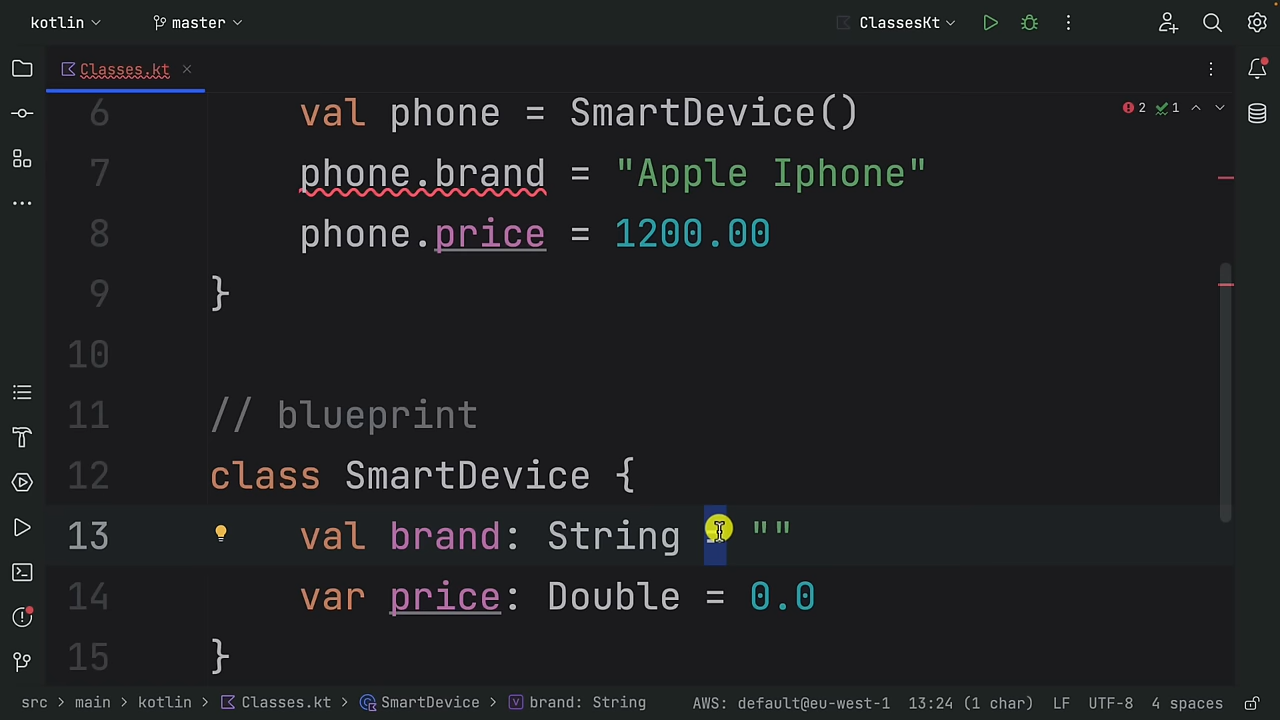 kotlin master ClassesKt
Classes.kt
6 val phone = SmartDevice() 2 1
7 phone.brand = "Apple Iphone"
8 phone.price = 1200.00
9 }
10
11 // blueprint
12 class SmartDevice {
13 val brand: String = ""
14 var price: Double = 0.0
15 }
src > main > kotlin > Classes.kt > SmartDevice > brand: String AWS: default@eu-west-1 13:24 (1 char) LF UTF-8 4 spaces